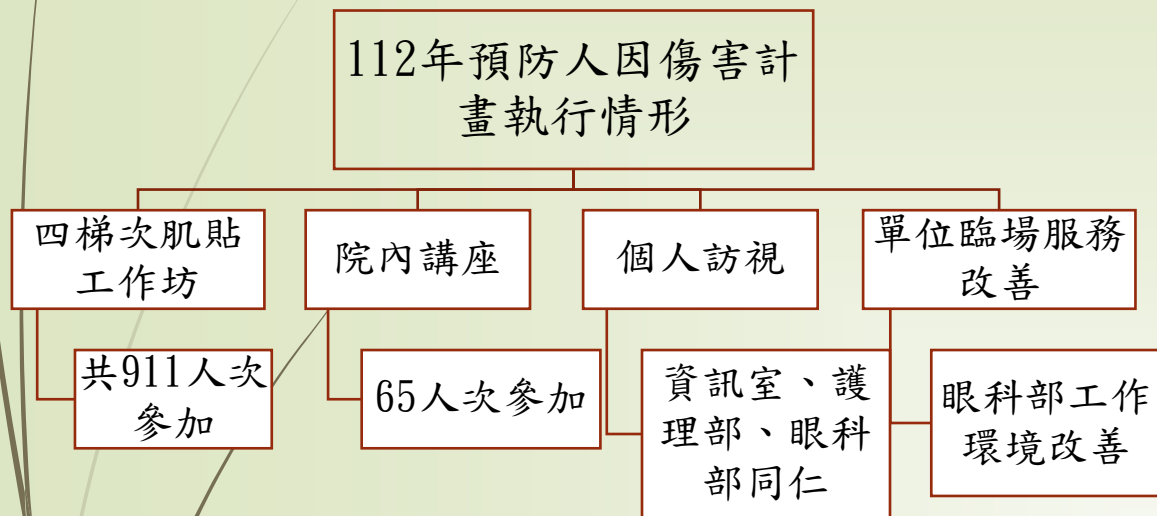 112年預防人因傷害計
畫執行情形
四梯次肌貼
工作坊
院內講座
個人訪視
單位臨場服務
改善
共911人次
參加
65人次參加
資訊室、護
理部、眼科
部同仁
眼科部工作
環境改善